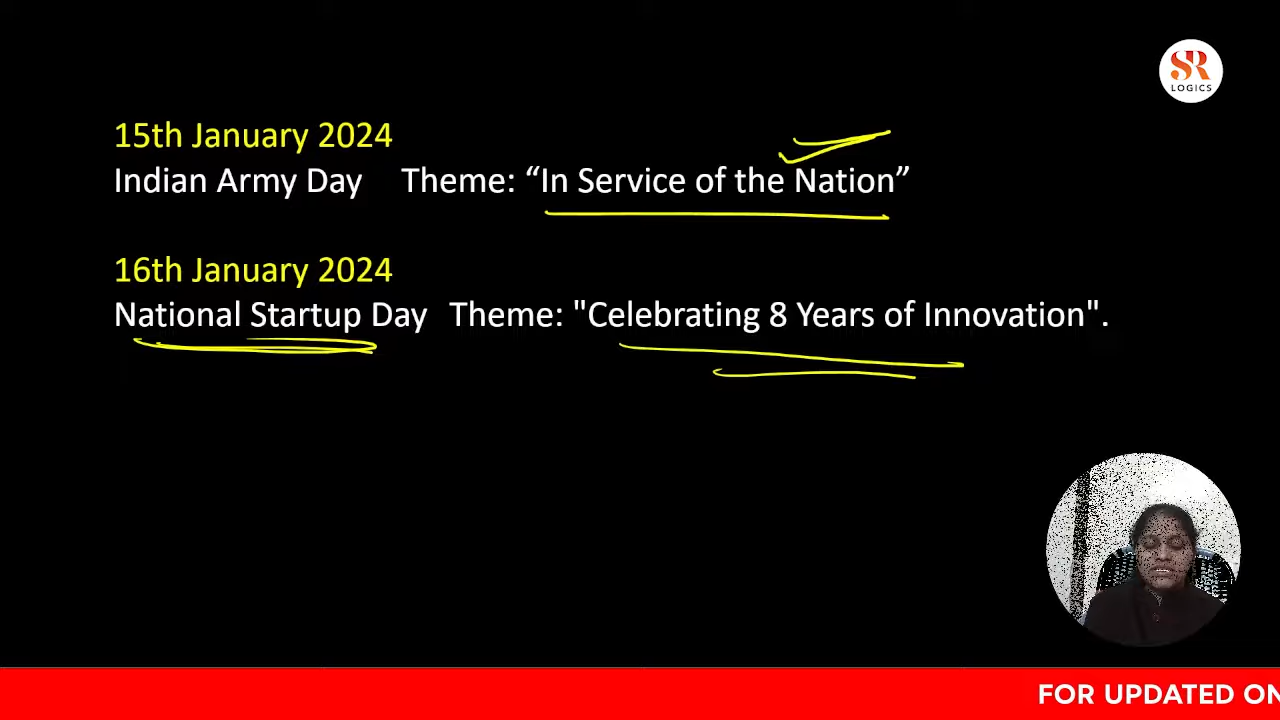 SR
LOGICS
15th January 2024
Indian Army Day Theme: “In Service of the Nation”
16th January 2024
National Startup Day Theme: "Celebrating 8 Years of Innovation".
FOR UPDATED ON